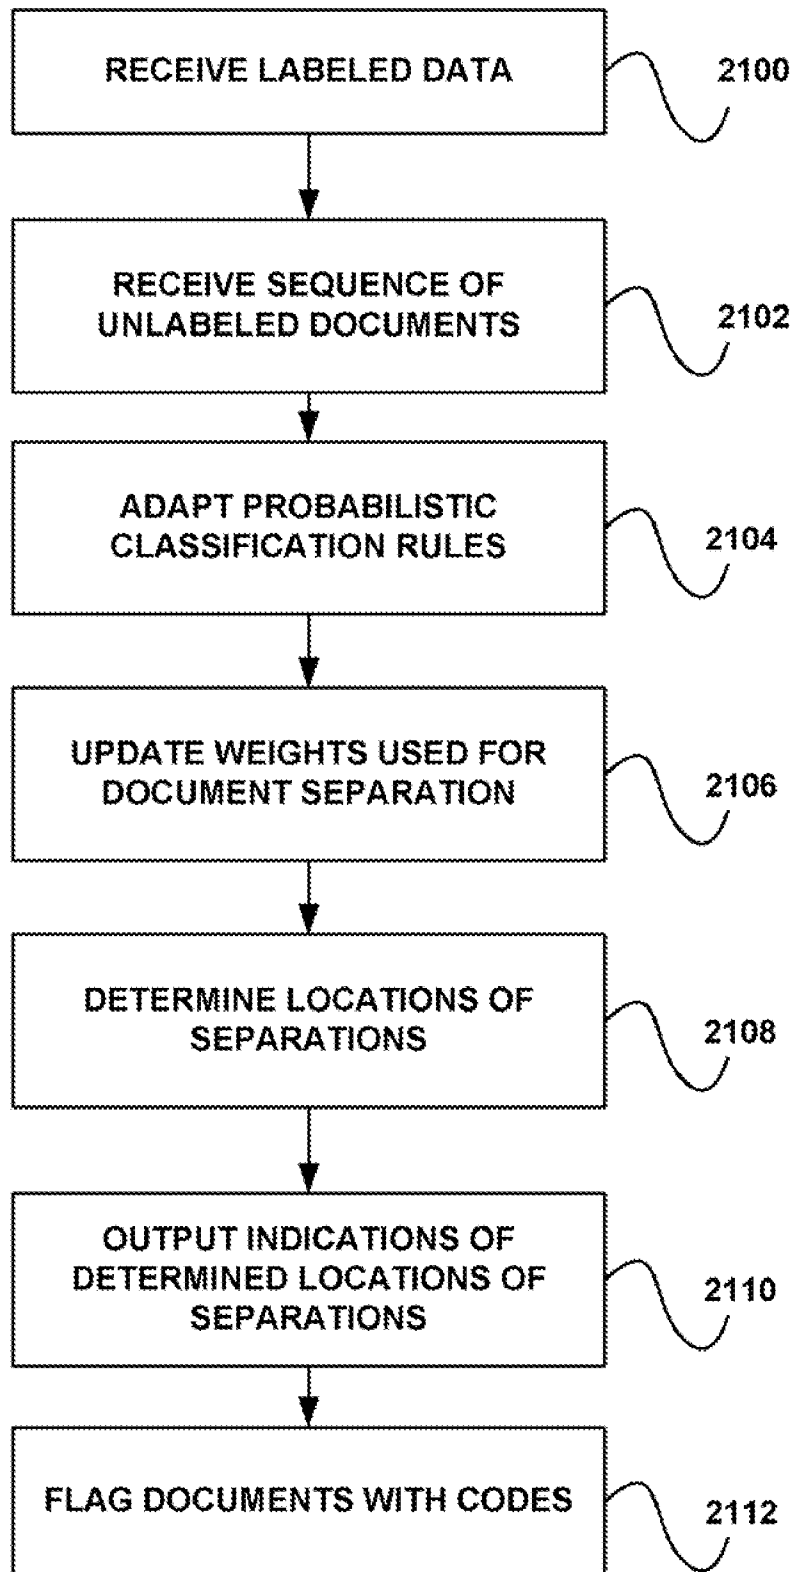 RECEIVE LABELED DATA
2100
RECEIVE SEQUENCE OF
UNLABELED DOCUMENTS
2102
ADAPT PROBABILISTIC
CLASSIFICATION RULES
2104
UPDATE WEIGHTS USED FOR
DOCUMENT SEPARATION
2106
DETERMINE LOCATIONS OF
SEPARATIONS
2108
OUTPUT INDICATIONS OF
DETERMINED LOCATIONS OF
SEPARATIONS
2110
FLAG DOCUMENTS WITH CODES
2112